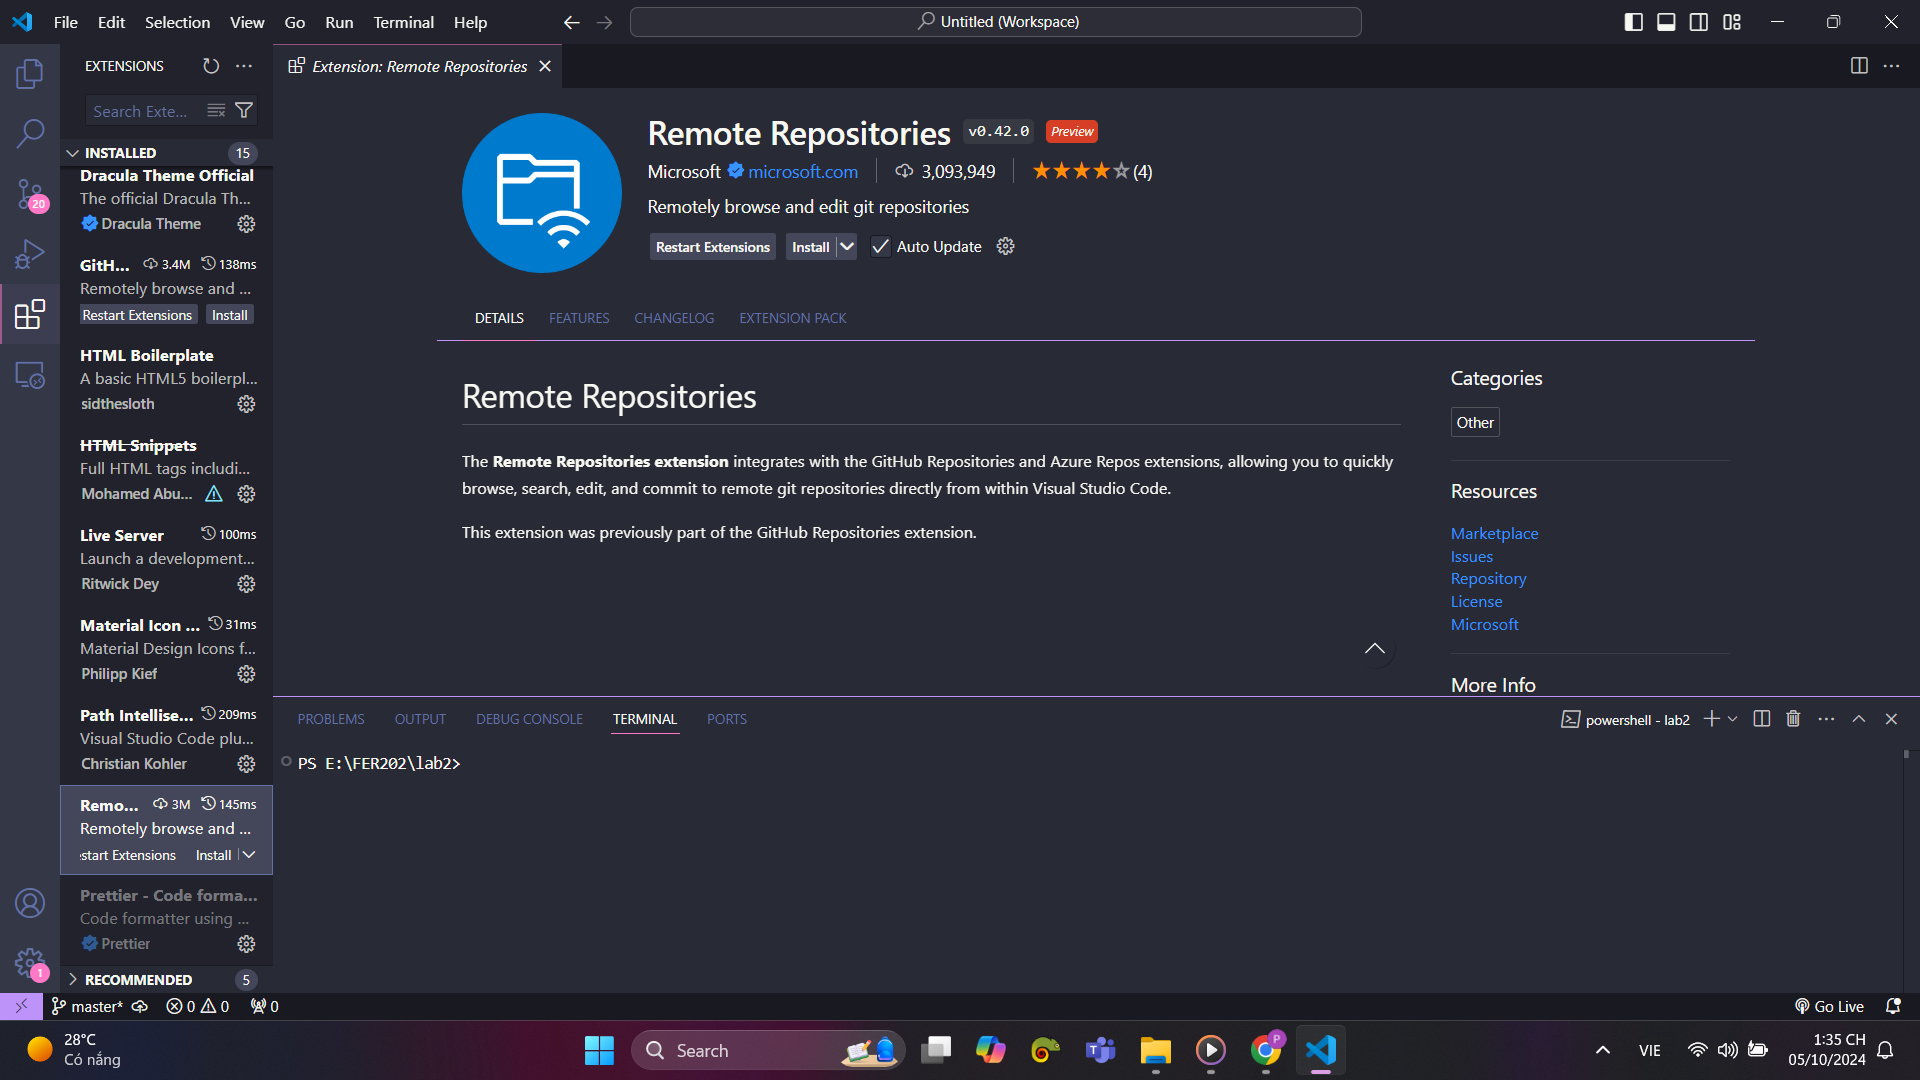 File Edit Selection View Go Run Terminal Help
Untitled (Workspace)
EXTENSIONS
Extension: Remote Repositories
Search Exte...
INSTALLED 15
Dracula Theme Official
The official Dracula Th...
Dracula Theme
GitH... 3.4M 138ms
Remotely browse and ...
Restart Extensions Install
HTML Boilerplate
A basic HTML5 boilerpl...
sidthesloth
HTML Snippets
Full HTML tags includi...
Mohamed Abu...
Live Server 100ms
Launch a development...
Ritwick Dey
Material Icon ... 31ms
Material Design Icons f...
Philipp Kief
Path Intellise... 209ms
Visual Studio Code plu...
Christian Kohler
Remo... 3M 145ms
Remotely browse and ...
start Extensions Install
Prettier - Code forma...
Code formatter using ...
Prettier
RECOMMENDED 5
20
1
Remote Repositories v0.42.0 Preview
Microsoft microsoft.com 3,093,949 (4)
Remotely browse and edit git repositories
Restart Extensions Install Auto Update
DETAILS FEATURES CHANGELOG EXTENSION PACK
Remote Repositories
The Remote Repositories extension integrates with the GitHub Repositories and Azure Repos extensions, allowing you to quickly
browse, search, edit, and commit to remote git repositories directly from within Visual Studio Code.
This extension was previously part of the GitHub Repositories extension.
Categories
Other
Resources
Marketplace
Issues
Repository
License
Microsoft
More Info
PROBLEMS OUTPUT DEBUG CONSOLE TERMINAL PORTS
powershell - lab2
PS E:\FER202\lab2>
master* 0 0 0
Go Live
28°C
Có nắng
Search
P
VIE
1:35 CH
05/10/2024